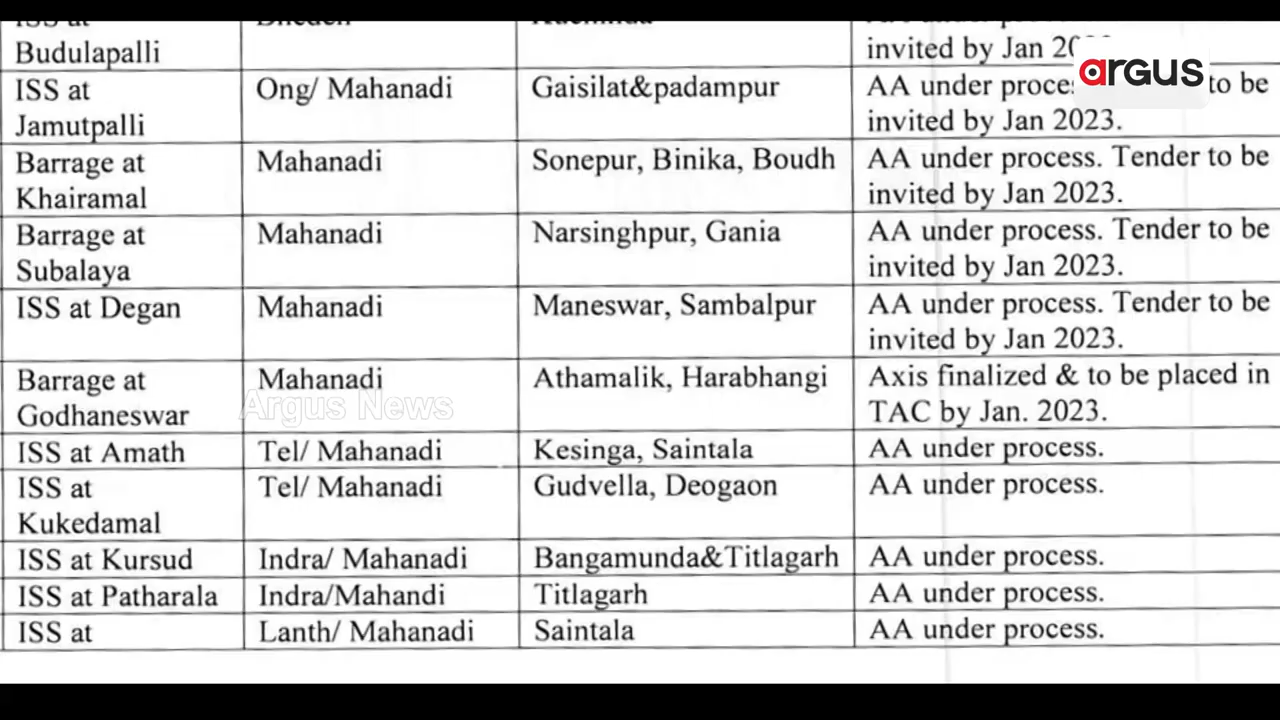 ISS at
Budulapalli
invited by Jan
argus
ISS at Ong/ Mahanadi Gaisilat&padampur AA under to be
Jamutpalli invited by Jan 2023.
Barrage at Mahanadi Sonepur, Binika, Boudh AA under process. Tender to be
Khairamal invited by Jan 2023.
Barrage at Mahanadi Narsinghpur, Gania AA under process. Tender to be
Subalaya invited by Jan 2023.
ISS at Degan Mahanadi Maneswar, Sambalpur AA under process. Tender to be
invited by Jan 2023.
Barrage at Mahanadi Athamalik, Harabhangi Axis finalized & to be placed in
Godhaneswar TAC by Jan. 2023.
Argus News
ISS at Amath Tel/ Mahanadi Kesinga, Saintala AA under process.
ISS at Tel/ Mahanadi Gudvella, Deogaon AA under process.
Kukedamal
ISS at Kursud Indra/ Mahanadi Bangamunda&Titlagarh AA under process.
ISS at Patharala Indra/Mahandi Titlagarh AA under process.
ISS at Lanth/ Mahanadi Saintala AA under process.